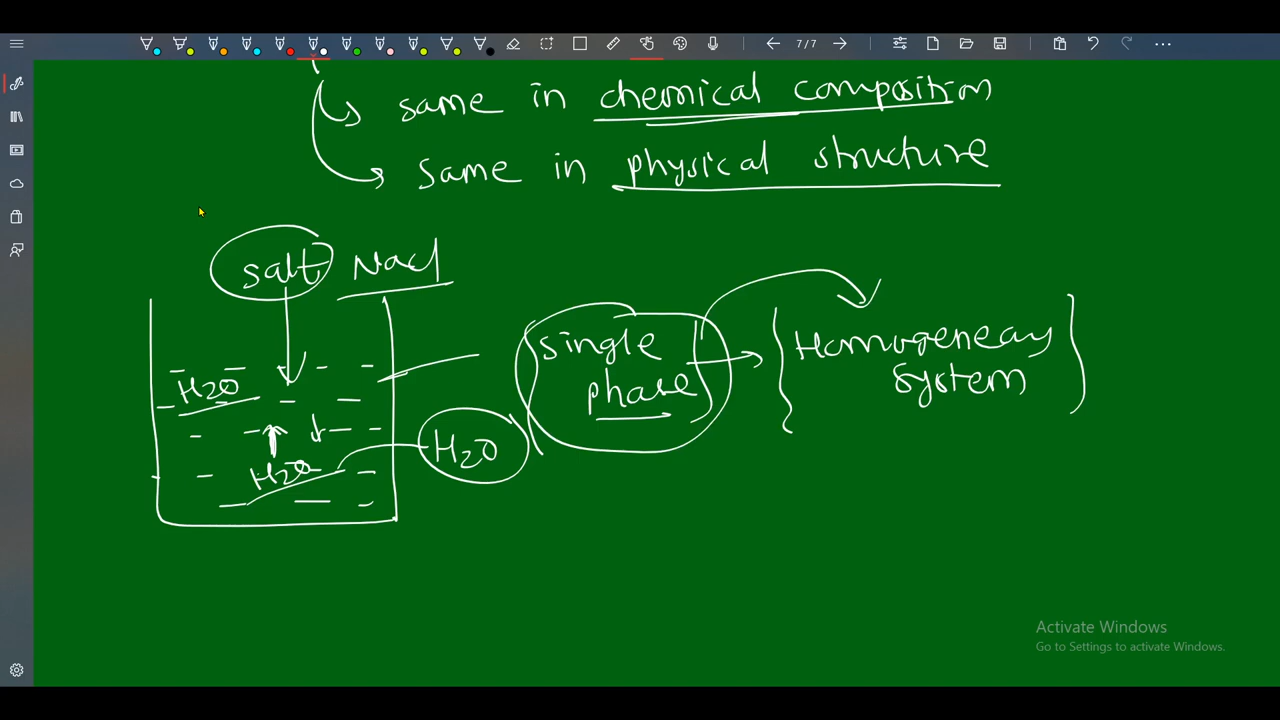 7/7
same in chemical composition
same in physical structure
salt Nacl
single
phase
Homogeneous
system
H2O
H2O
H2O
Activate Windows
Go to Settings to activate Windows.